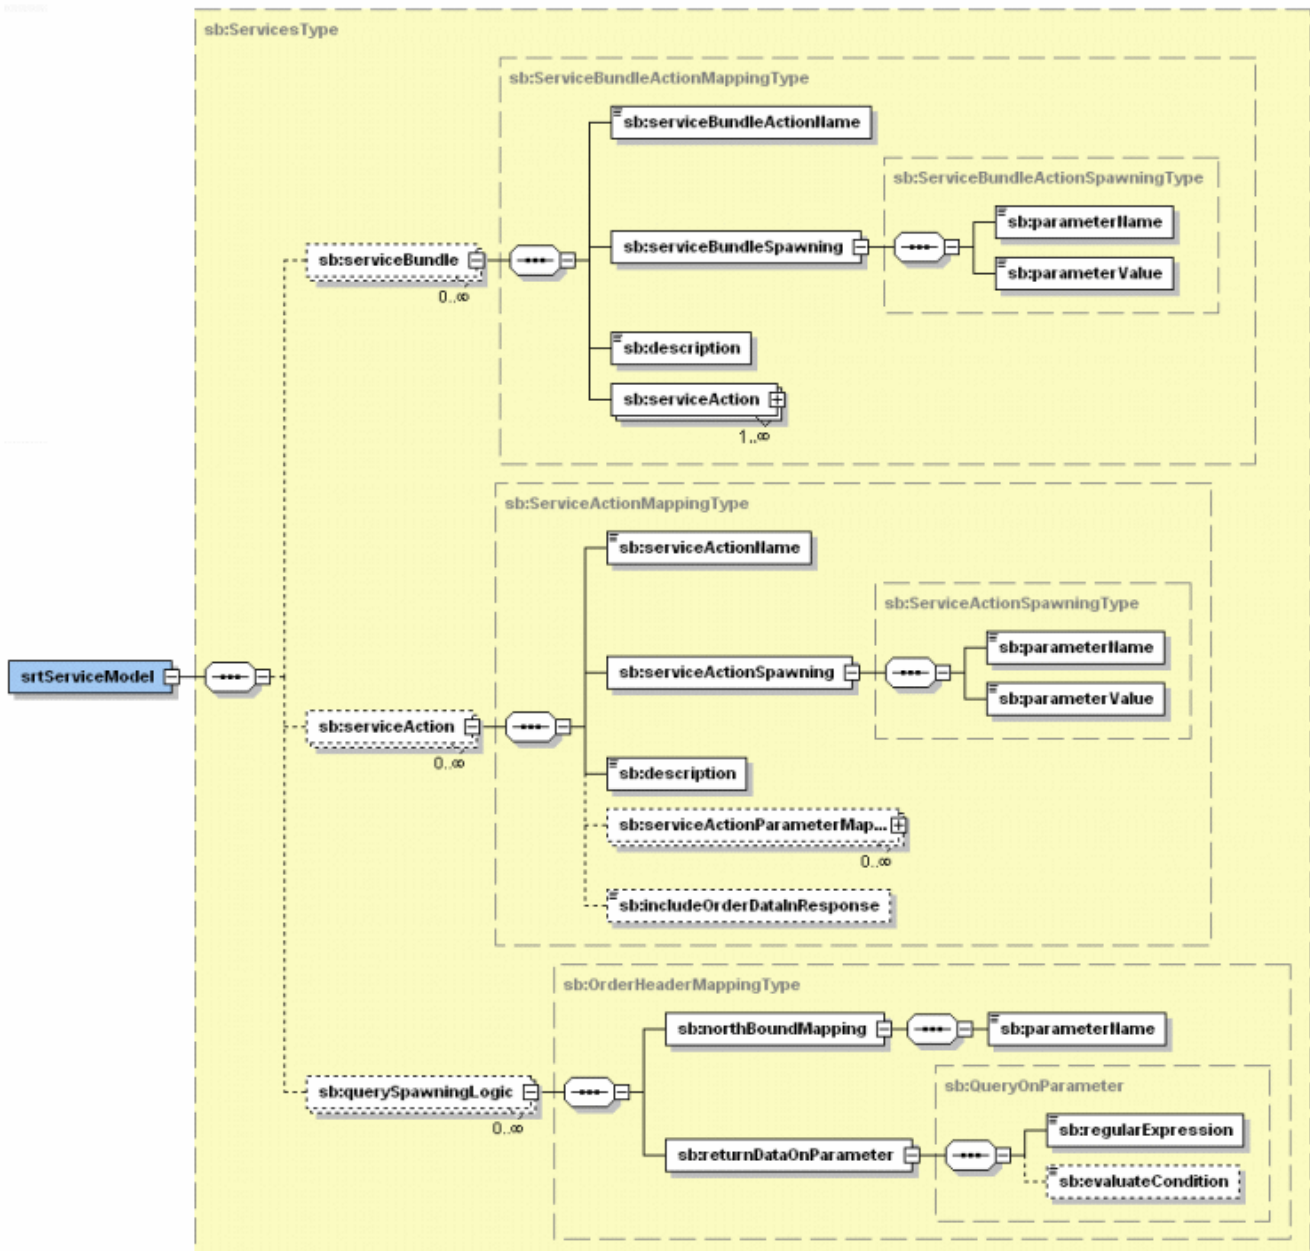 sb:ServicesType
sb:ServiceBundleActionMappingType
sb:serviceBundleActionName
sb:ServiceBundleActionSpawningType
sb:parameterName
sb:serviceBundleSpawning
sb:parameterValue
sb:serviceBundle
0..∞
sb:description
sb:serviceAction
1..∞
sb:ServiceActionMappingType
sb:serviceActionName
sb:ServiceActionSpawningType
sb:parameterName
sb:serviceActionSpawning
sb:parameterValue
srtServiceModel
sb:serviceAction
0..∞
sb:description
sb:serviceActionParameterMap...
0..∞
sb:includeOrderDataInResponse
sb:OrderHeaderMappingType
sb:northBoundMapping
sb:parameterName
sb:querySpawningLogic
0..∞
sb:QueryOnParameter
sb:regularExpression
sb:returnDataOnParameter
sb:evaluateCondition